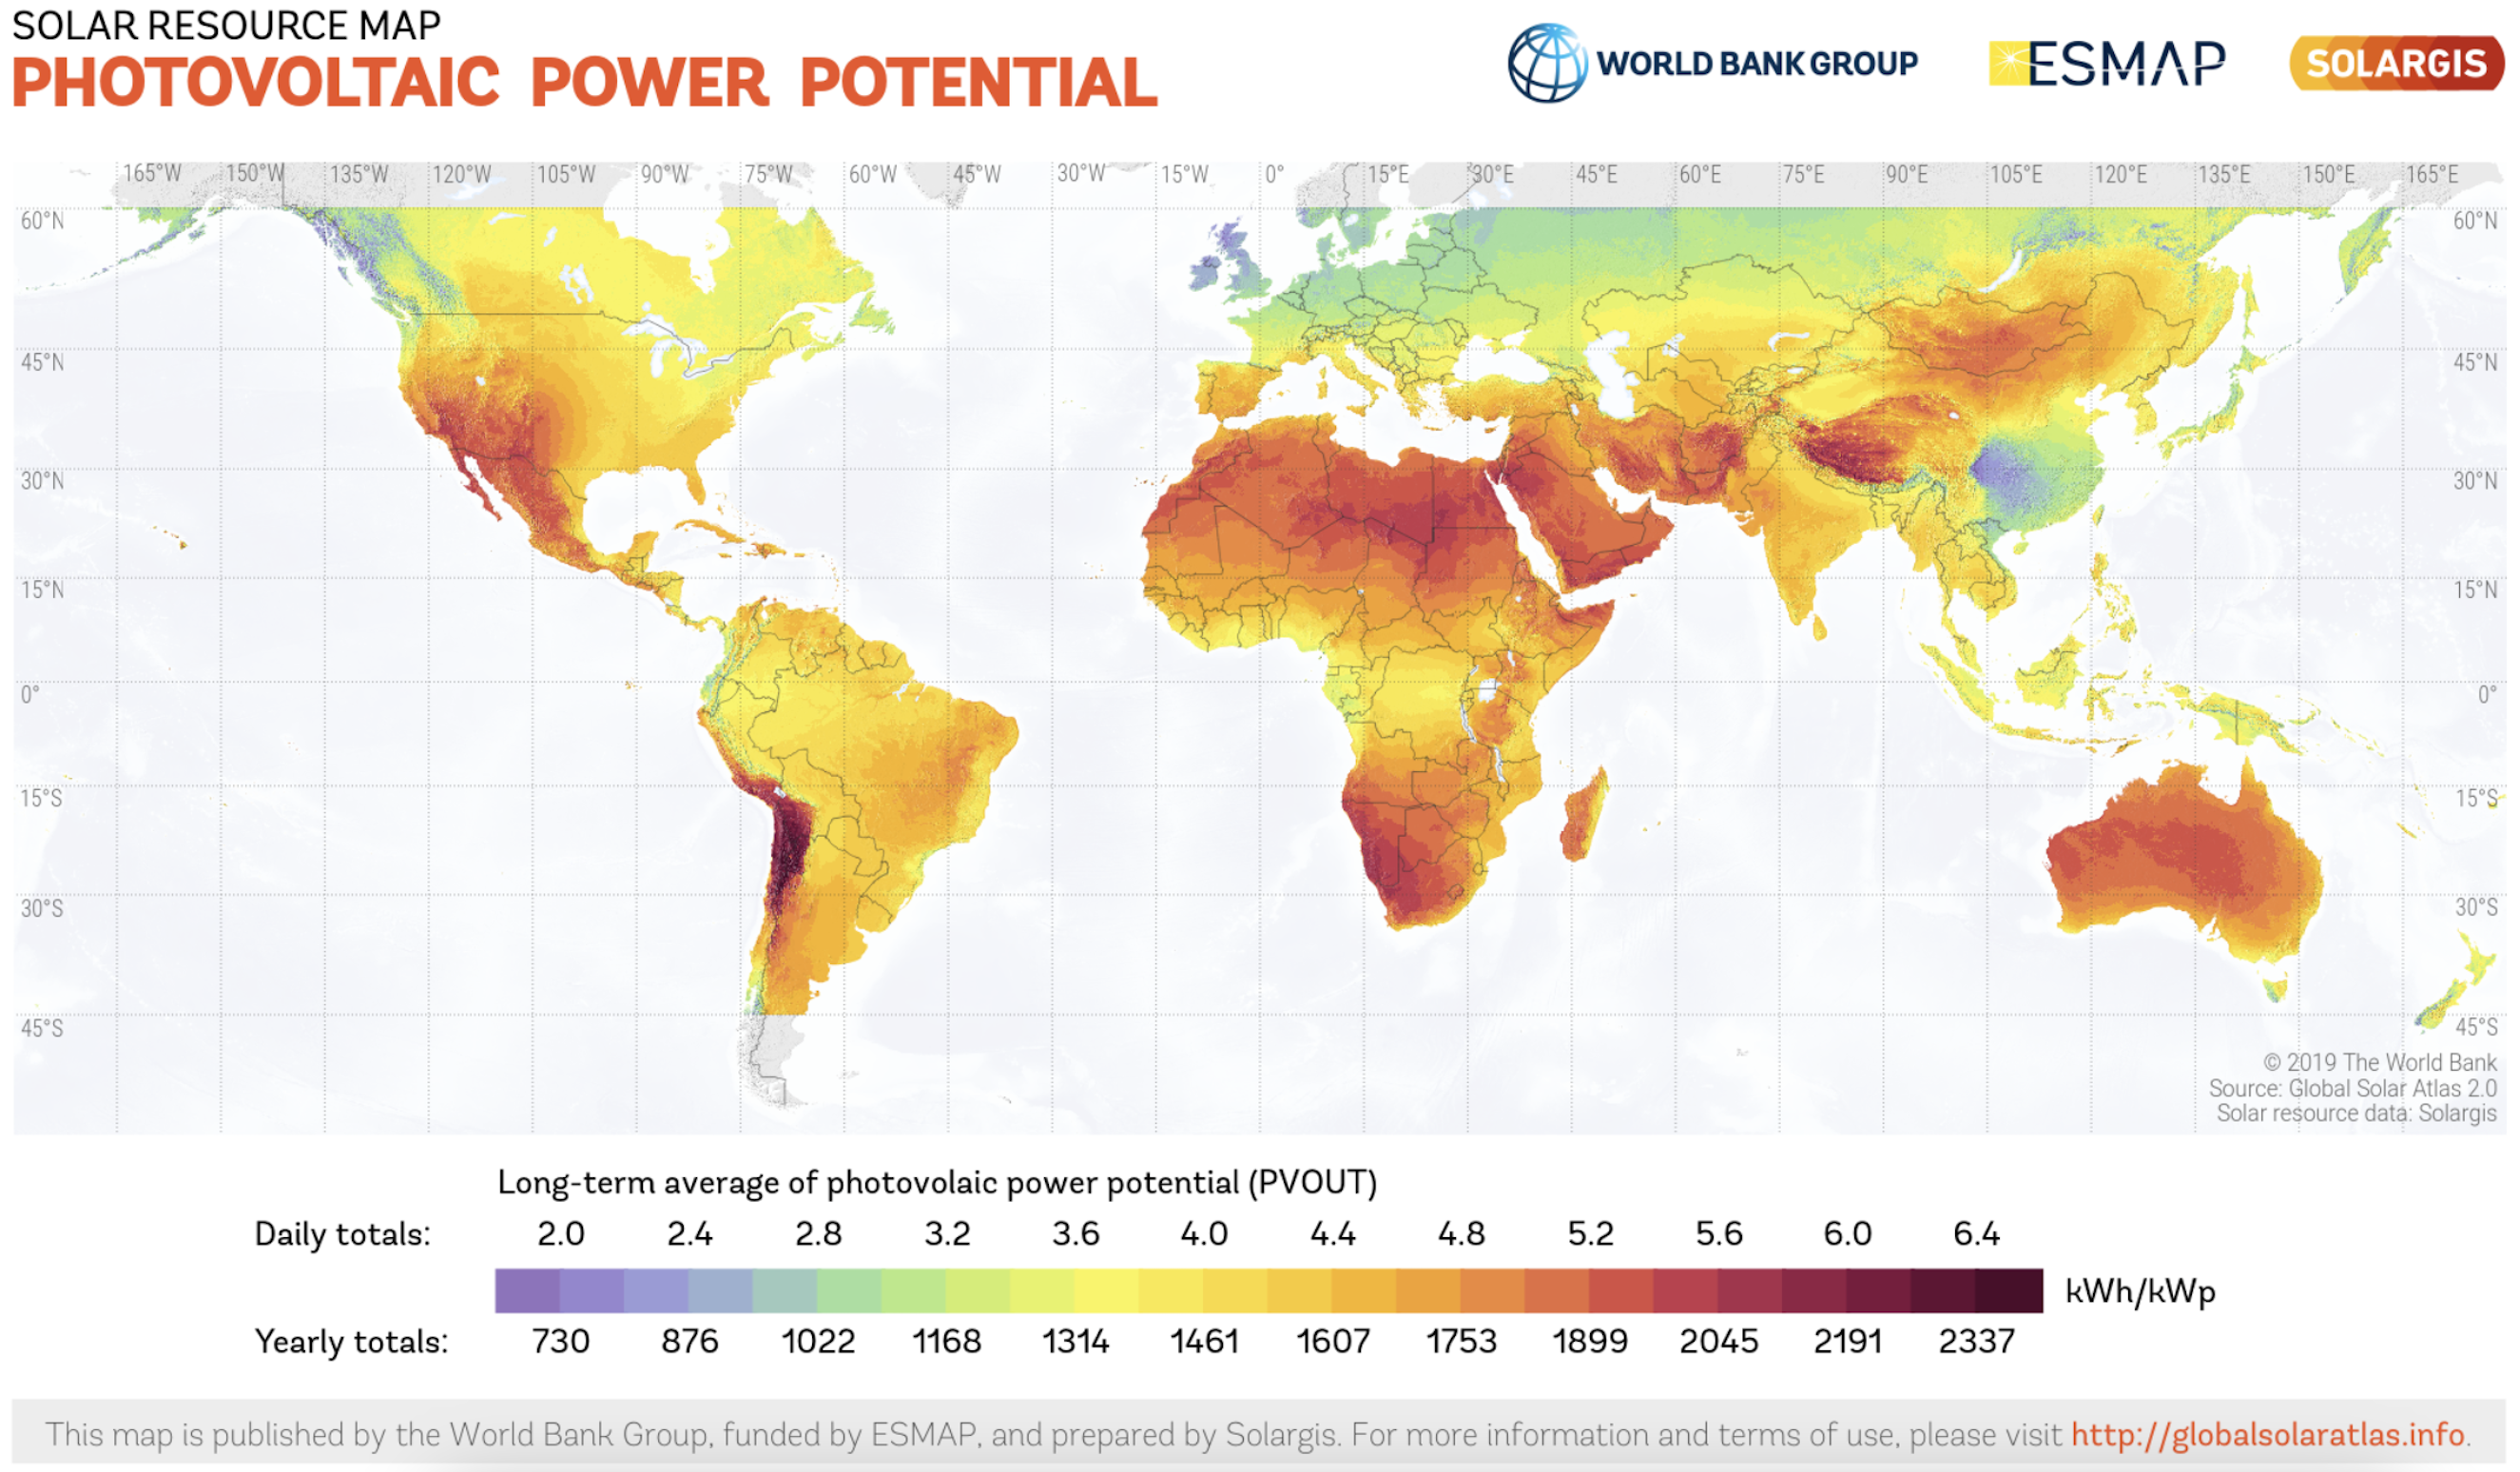 SOLAR RESOURCE MAP
PHOTOVOLTAIC POWER POTENTIAL
WORLD BANK GROUP
ESMAP
SOLARGIS
165°W 150°W 135°W 120°W 105°W 90°W 75°W 60°W 45°W 30°W 15°W 0° 15°E 30°E 45°E 60°E 75°E 90°E 105°E 120°E 135°E 150°E 165°E
60°N 60°N
45°N 45°N
30°N 30°N
15°N 15°N
0° 0°
15°S 15°S
30°S 30°S
45°S 45°S
© 2019 The World Bank
Source: Global Solar Atlas 2.0
Solar resource data: Solargis
Long-term average of photovolaic power potential (PVOUT)
Daily totals: 2.0 2.4 2.8 3.2 3.6 4.0 4.4 4.8 5.2 5.6 6.0 6.4
kWh/kWp
Yearly totals: 730 876 1022 1168 1314 1461 1607 1753 1899 2045 2191 2337
This map is published by the World Bank Group, funded by ESMAP, and prepared by Solargis. For more information and terms of use, please visit http://globalsolaratlas.info.